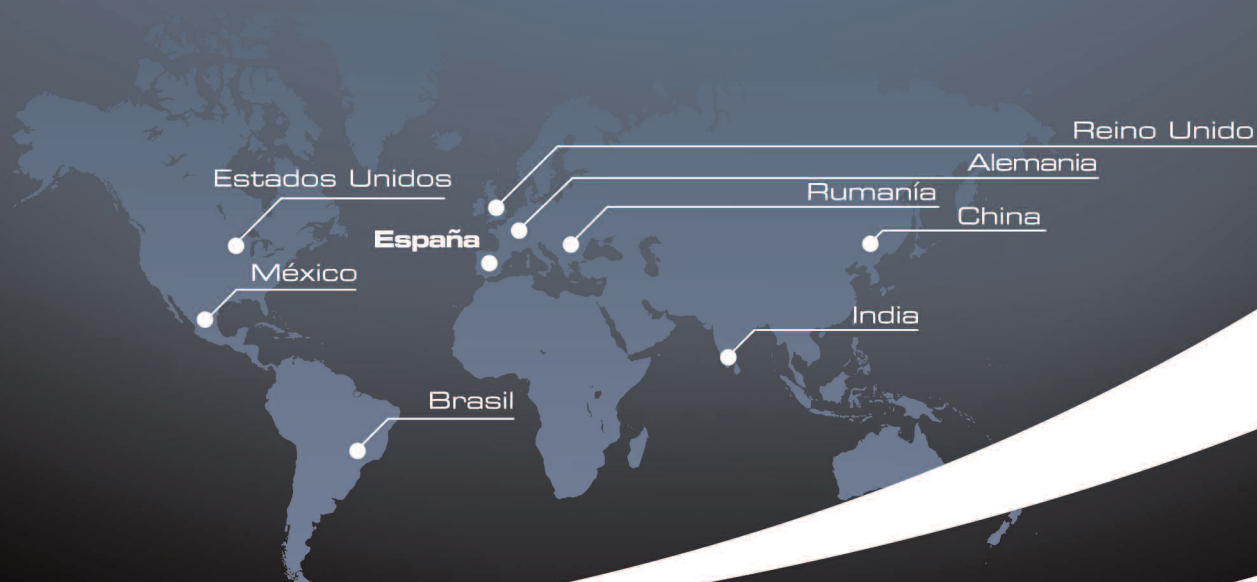 Reino Unido
Alemania
Estados Unidos
Rumanía
China
España
México
India
Brasil